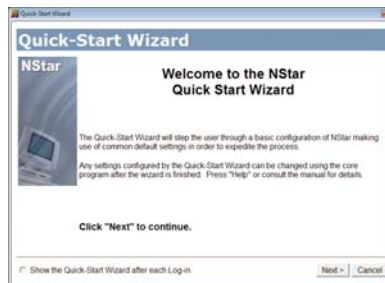 Quick-Start Wizard
Quick-Start Wizard
NStar
Welcome to the NStar
Quick Start Wizard
The Quick-Start Wizard will step the user through a basic configuration of NStar making
use of common default settings in order to expedite the process.
Any settings configured by the Quick-Start Wizard can be changed using the core
program after the wizard is finished. Press "Help" or consult the manual for details.
Click "Next" to continue.
Show the Quick-Start Wizard after each Log-in
Next >
Cancel